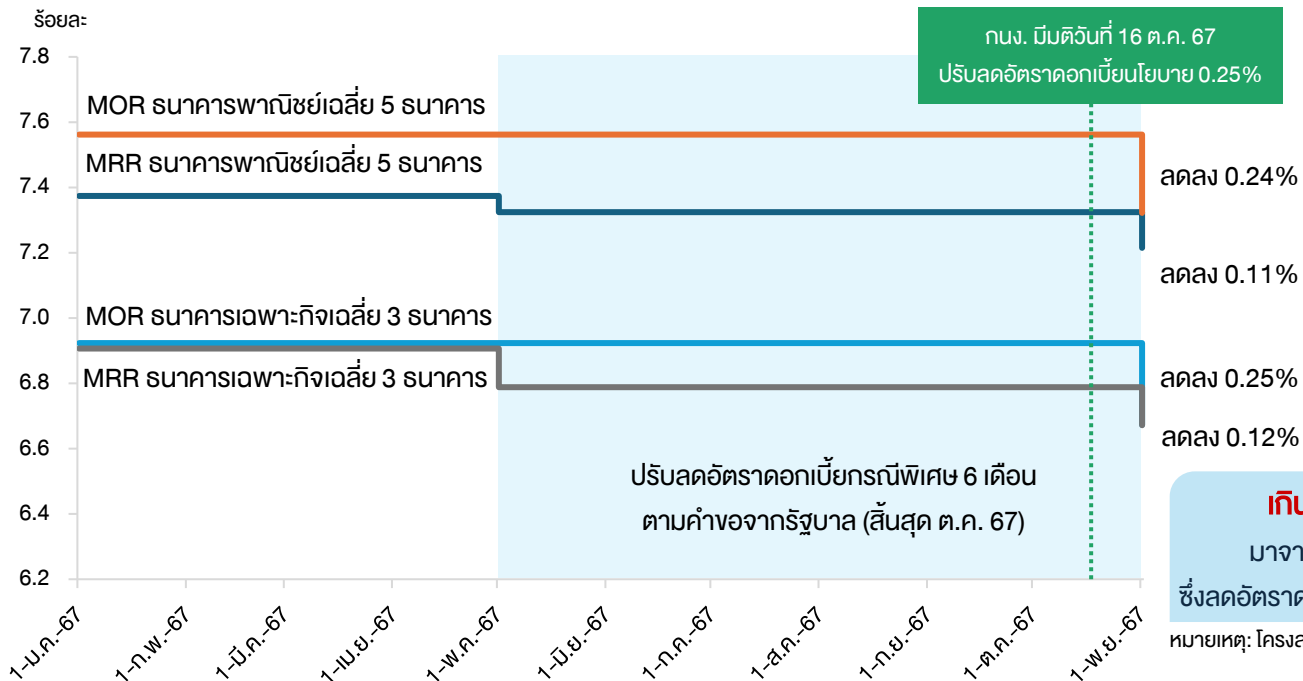 ร้อยละ
กนง. มีมติวันที่ 16 ต.ค. 67
ปรับลดอัตราดอกเบี้ยนโยบาย 0.25%
7.8
7.6
7.4
7.2
7.0
6.8
6.6
6.4
6.2
MOR ธนาคารพาณิชย์เฉลี่ย 5 ธนาคาร
MRR ธนาคารพาณิชย์เฉลี่ย 5 ธนาคาร
MOR ธนาคารเฉพาะกิจเฉลี่ย 3 ธนาคาร
MRR ธนาคารเฉพาะกิจเฉลี่ย 3 ธนาคาร
ลดลง 0.24%
ลดลง 0.11%
ลดลง 0.25%
ลดลง 0.12%
ปรับลดอัตราดอกเบี้ยกรณีพิเศษ 6 เดือน
ตามคำขอจากรัฐบาล (สิ้นสุด ต.ค. 67)
มาจา
ซึ่งลดอัตราด
หมายเหตุ: โครงส
1-ม.ค.-67
1-ก.พ.-67
1-มี.ค.-67
1-เม.ย.-67
1-พ.ค.-67
1-มิ.ย.-67
1-ก.ค.-67
1-ส.ค.-67
1-ก.ย.-67
1-ต.ค.-67
1-พ.ย.-67